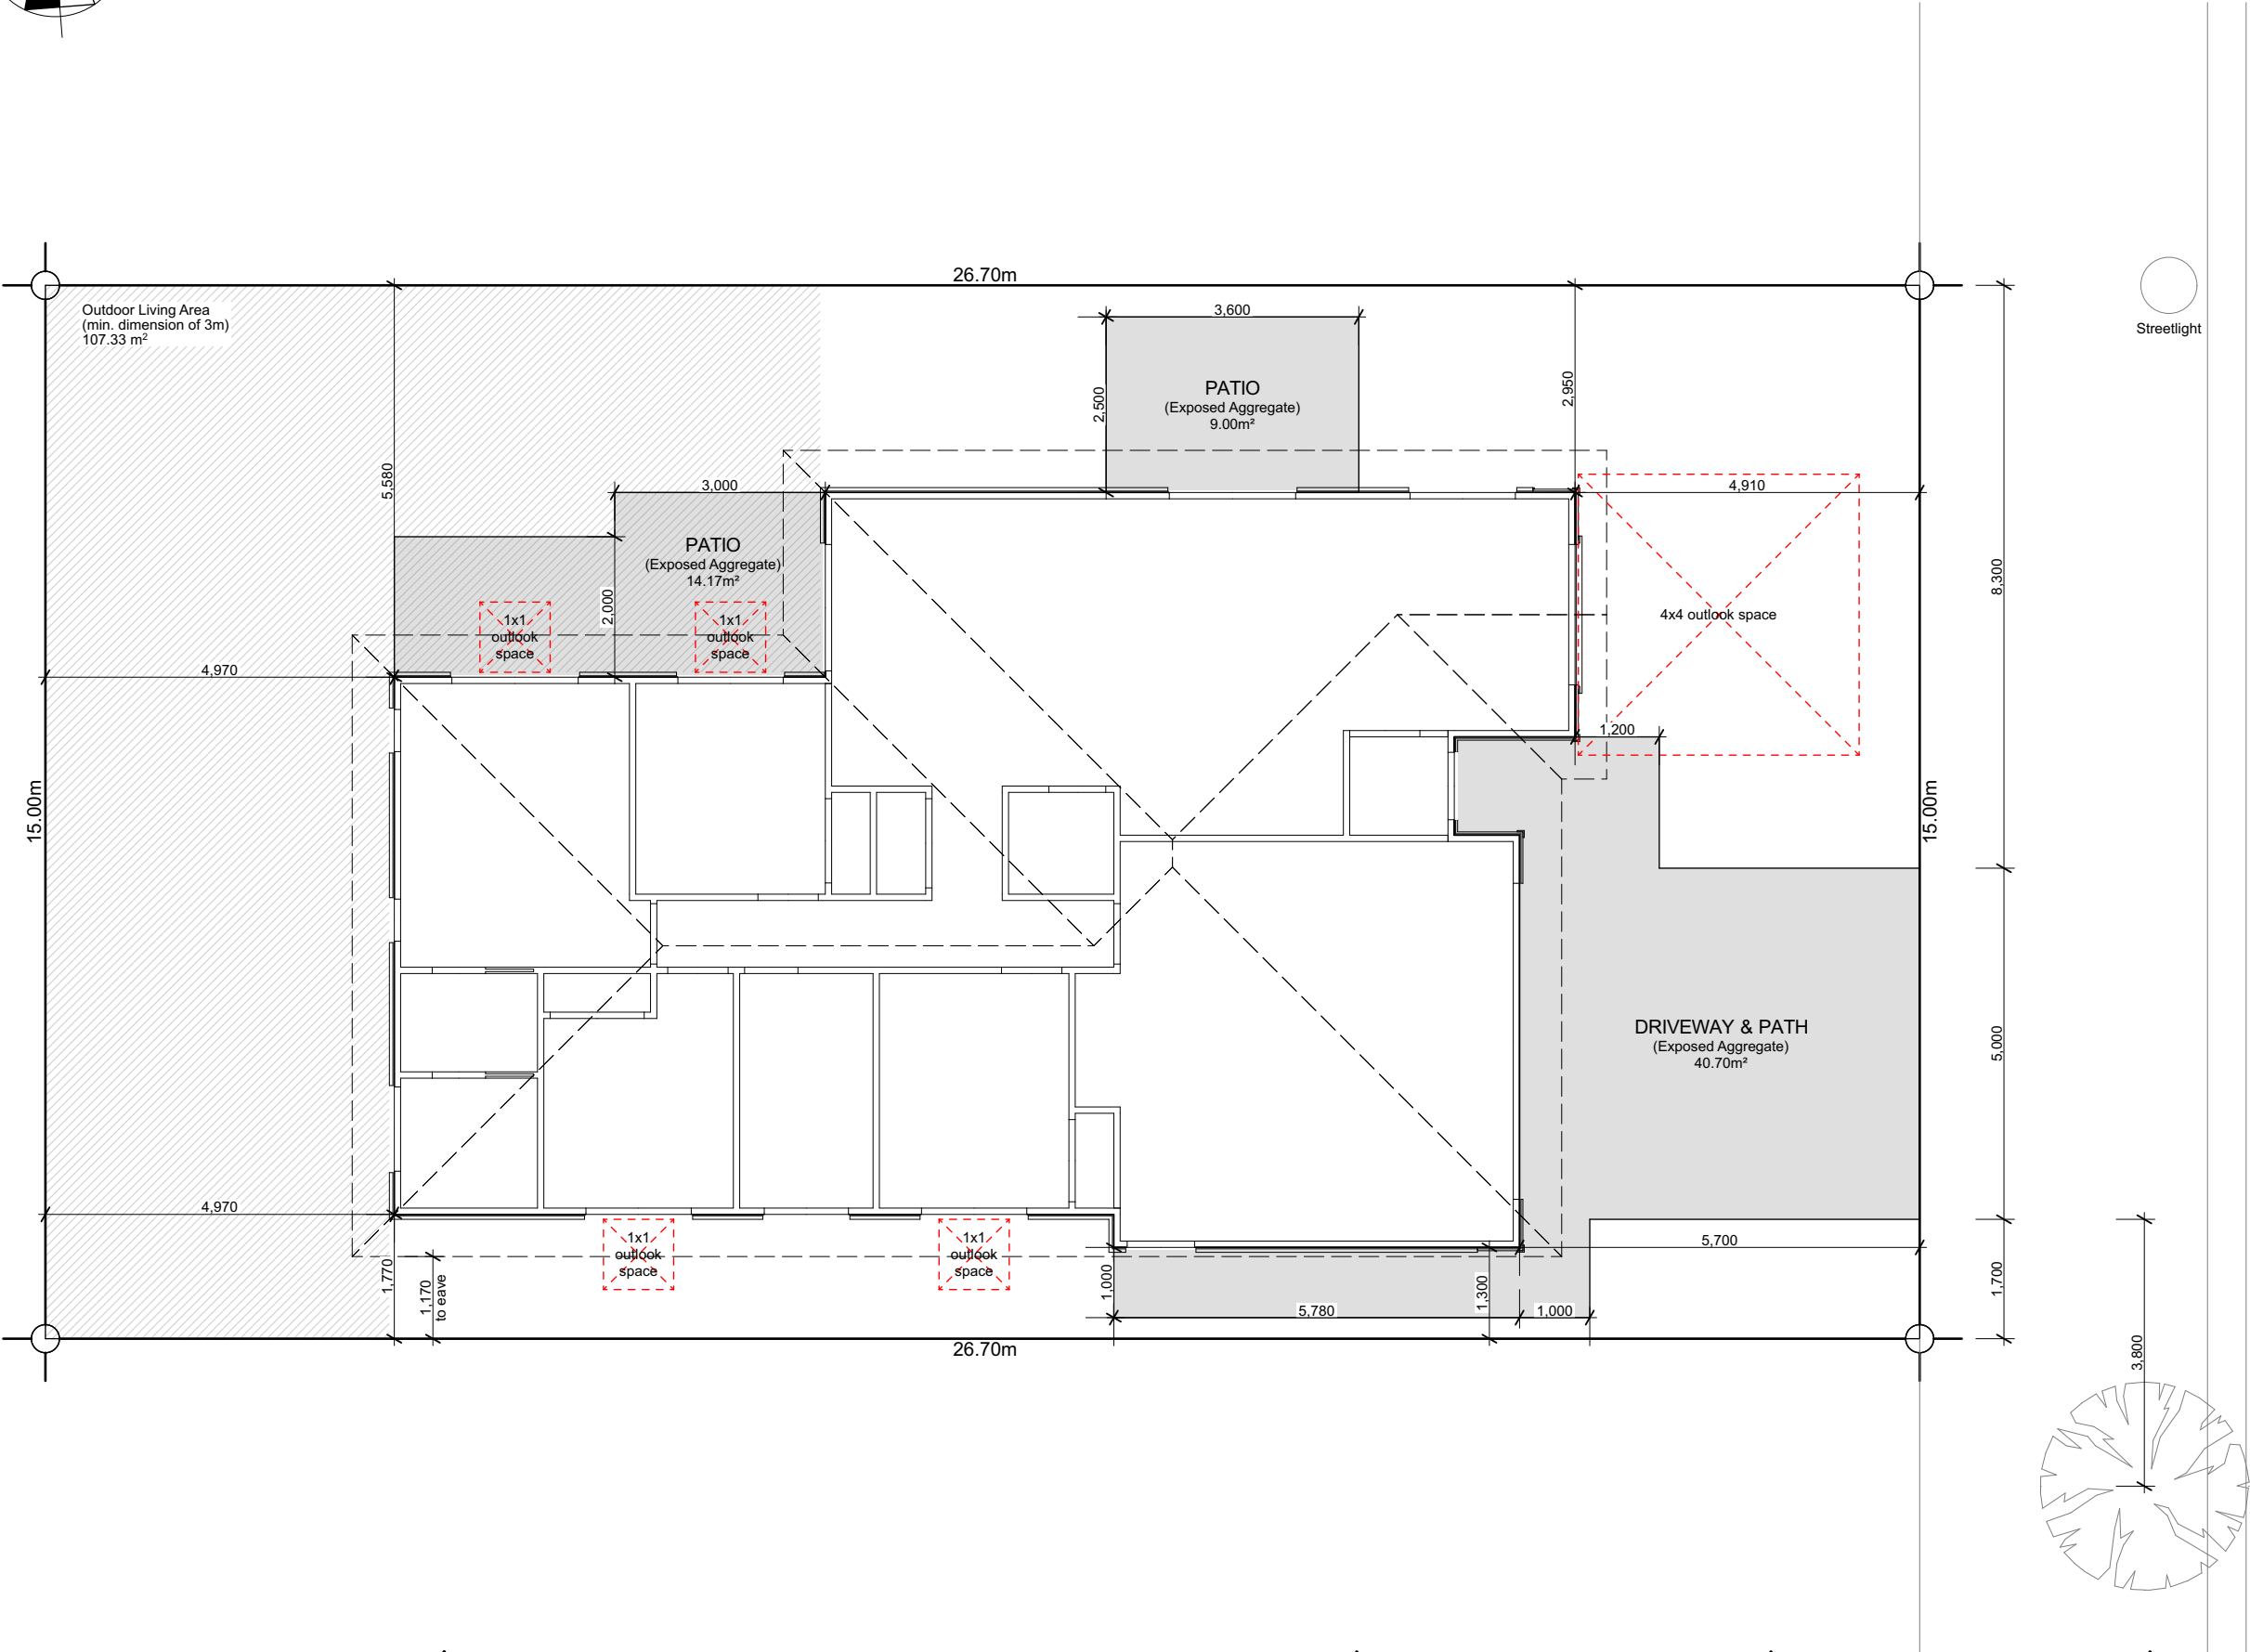 26.70m
Outdoor Living Area
(min. dimension of 3m)
107.33 m²
3,600
Streetlight
PATIO
(Exposed Aggregate)
9.00m²
2,500
2,950
5,580
3,000
4,910
PATIO
(Exposed Aggregate)
14.17m²
8,300
2,000
1x1
outlook
space
1x1
outlook
space
4x4 outlook space
4,970
1,200
15.00m
15.00m
DRIVEWAY & PATH
(Exposed Aggregate)
40.70m²
5,000
4,970
1x1
outlook
space
1x1
outlook
space
5,700
1,770
1,170
to eave
1,000
1,300
1,700
5,780
1,000
26.70m
3,800